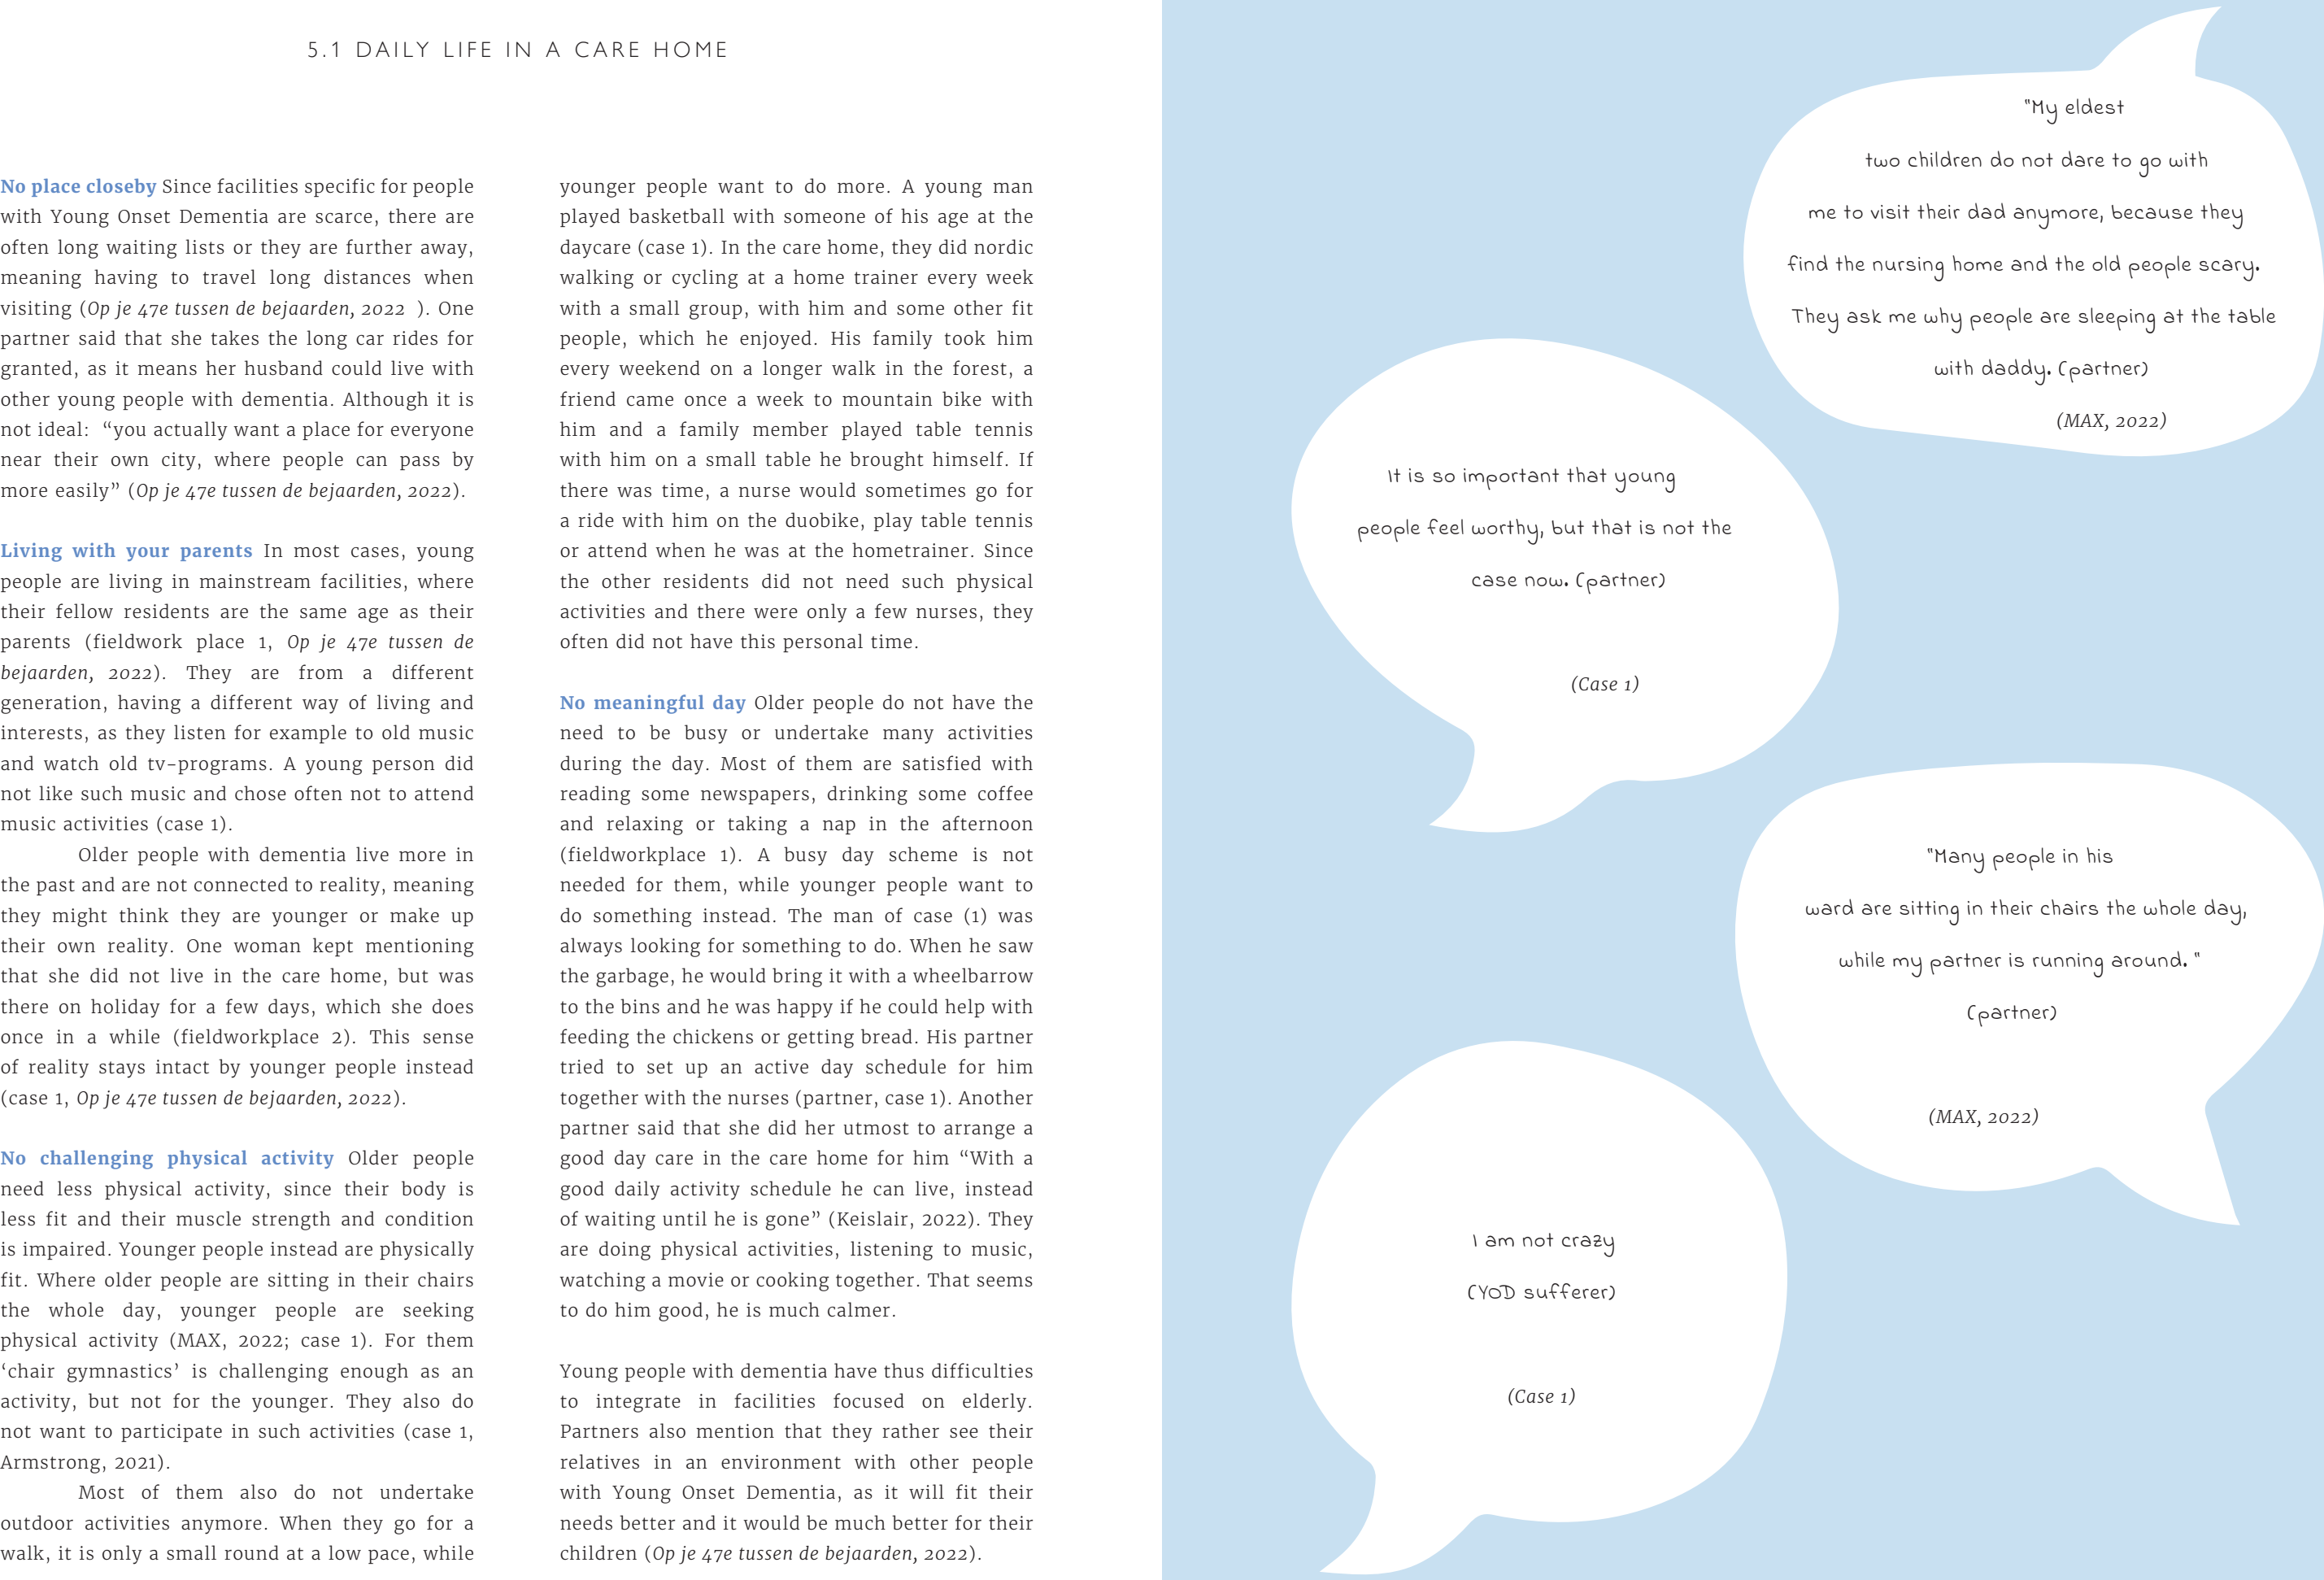 5.1 DAILY LIFE IN A CARE HOME
No place closeby Since facilities specific for people
with Young Onset Dementia are scarce, there are
often long waiting lists or they are further away,
meaning having to travel long distances when
visiting (Op je 47e tussen de bejaarden, 2022 ). One
partner said that she takes the long car rides for
granted, as it means her husband could live with
other young people with dementia. Although it is
not ideal: “you actually want a place for everyone
near their own city, where people can pass by
more easily” (Op je 47e tussen de bejaarden, 2022).
Living with your parents In most cases, young
people are living in mainstream facilities, where
their fellow residents are the same age as their
parents (fieldwork place 1, Op je 47e tussen de
bejaarden, 2022). They are from a different
generation, having a different way of living and
interests, as they listen for example to old music
and watch old tv-programs. A young person did
not like such music and chose often not to attend
music activities (case 1).
Older people with dementia live more in
the past and are not connected to reality, meaning
they might think they are younger or make up
their own reality. One woman kept mentioning
that she did not live in the care home, but was
there on holiday for a few days, which she does
once in a while (fieldworkplace 2). This sense
of reality stays intact by younger people instead
(case 1, Op je 47e tussen de bejaarden, 2022).
No challenging physical activity Older people
need less physical activity, since their body is
less fit and their muscle strength and condition
is impaired. Younger people instead are physically
fit. Where older people are sitting in their chairs
the whole day, younger people are seeking
physical activity (MAX, 2022; case 1). For them
‘chair gymnastics’ is challenging enough as an
activity, but not for the younger. They also do
not want to participate in such activities (case 1,
Armstrong, 2021).
Most of them also do not undertake
outdoor activities anymore. When they go for a
walk, it is only a small round at a low pace, while
younger people want to do more. A young man
played basketball with someone of his age at the
daycare (case 1). In the care home, they did nordic
walking or cycling at a home trainer every week
with a small group, with him and some other fit
people, which he enjoyed. His family took him
every weekend on a longer walk in the forest, a
friend came once a week to mountain bike with
him and a family member played table tennis
with him on a small table he brought himself. If
there was time, a nurse would sometimes go for
a ride with him on the duobike, play table tennis
or attend when he was at the hometrainer. Since
the other residents did not need such physical
activities and there were only a few nurses, they
often did not have this personal time.
No meaningful day Older people do not have the
need to be busy or undertake many activities
during the day. Most of them are satisfied with
reading some newspapers, drinking some coffee
and relaxing or taking a nap in the afternoon
(fieldworkplace 1). A busy day scheme is not
needed for them, while younger people want to
do something instead. The man of case (1) was
always looking for something to do. When he saw
the garbage, he would bring it with a wheelbarrow
to the bins and he was happy if he could help with
feeding the chickens or getting bread. His partner
tried to set up an active day schedule for him
together with the nurses (partner, case 1). Another
partner said that she did her utmost to arrange a
good day care in the care home for him “With a
good daily activity schedule he can live, instead
of waiting until he is gone” (Keislair, 2022). They
are doing physical activities, listening to music,
watching a movie or cooking together. That seems
to do him good, he is much calmer.
Young people with dementia have thus difficulties
to integrate in facilities focused on elderly.
Partners also mention that they rather see their
relatives in an environment with other people
with Young Onset Dementia, as it will fit their
needs better and it would be much better for their
children (Op je 47e tussen de bejaarden, 2022).
"My eldest
two children do not dare to go with
me to visit their dad anymore, because they
find the nursing home and the old people scary.
They ask me why people are sleeping at the table
with daddy. (partner)
(MAX, 2022)
It is so important that young
people feel worthy, but that is not the
case now. (partner)
(Case 1)
"Many people in his
ward are sitting in their chairs the whole day,
while my partner is running around. "
(partner)
(MAX, 2022)
I am not crazy
(YOD sufferer)
(Case 1)